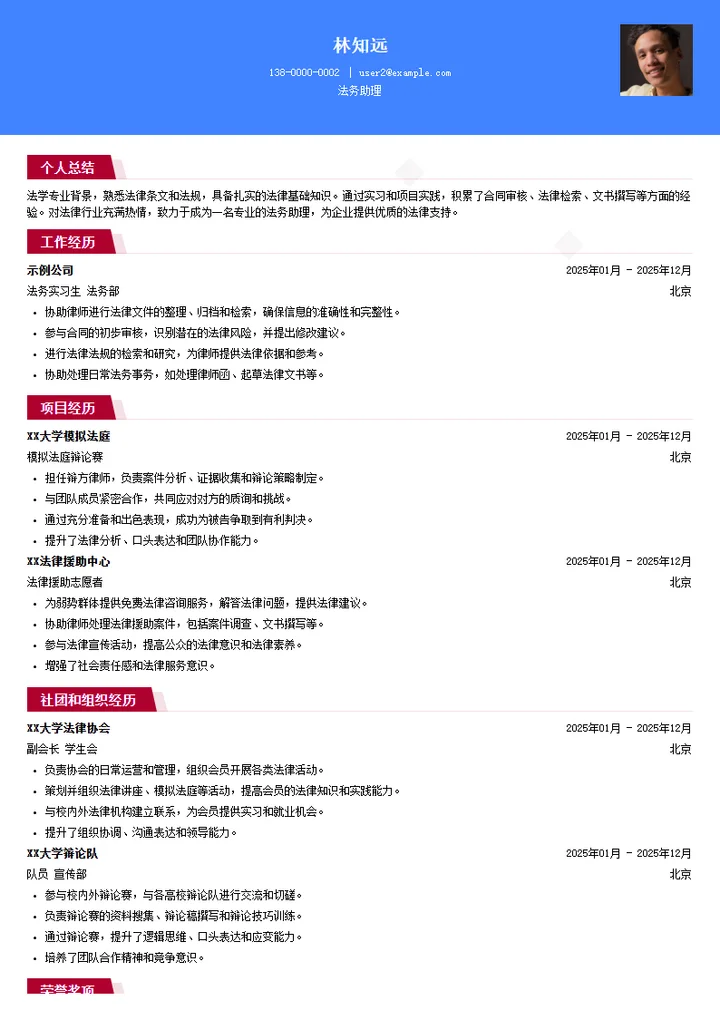 林知远
138-0000-0002 | user2@example.com
法务助理
个人总结
法学专业背景，熟悉法律条文和法规，具备扎实的法律基础知识。通过实习和项目实践，积累了合同审核、法律检索、文书撰写等方面的经
验。对法律行业充满热情，致力于成为一名专业的法务助理，为企业提供优质的法律支持。
工作经历
示创公司 2025年01月 - 2025年12月
法务实习生 法务部 北京
• 协助律师进行法律文件的整理、归档和检索，确保信息的准确性和完整性。
• 参与合同的初步审核，识别潜在的法律风险，并提出修改建议。
• 进行法律法规的检索和研究，为律师提供法律依据和参考。
• 协助处理日常法务事务，如处理律师函、起草法律文书等。
项目经历
XX大学模拟法庭 2025年01月 - 2025年12月
模拟法庭辩论赛 北京
• 担任辩方律师，负责案件分析、证据收集和辩论策略制定。
• 与团队成员紧密合作，共同应对对方的质询和挑战。
• 通过充分准备和出色表现，成功为被告争取到有利判决。
• 提升了法律分析、口头表达和团队协作能力。
XX法律援助中心 2025年01月 - 2025年12月
法律援助志愿者 北京
• 为弱势群体提供免费法律咨询服务，解答法律问题，提供法律建议。
• 协助律师处理法律援助案件，包括案件调查、文书撰写等。
• 参与法律宣传活动，提高公众的法律意识和法律素养。
• 增强了社会责任感和法律服务意识。
社团和组织经历
XX大学法律协会 2025年01月 - 2025年12月
副会长 学生会 北京
• 负责协会的日常运营和管理，组织会员开展各类法律活动。
• 策划并组织法律讲座、模拟法庭等活动，提高会员的法律知识和实践能力。
• 与校内外法律机构建立联系，为会员提供实习和就业机会。
• 提升了组织协调、沟通表达和领导能力。
XX大学辩论队 2025年01月 - 2025年12月
队员 宣传部 北京
• 参与校内外辩论赛，与各高校辩论队进行交流和切磋。
• 负责辩论赛的资料搜集、辩论稿撰写和辩论技巧训练。
• 通过辩论赛，提升了逻辑思维、口头表达和应变能力。
• 培养了团队合作精神和竞争意识。
荣誉奖项